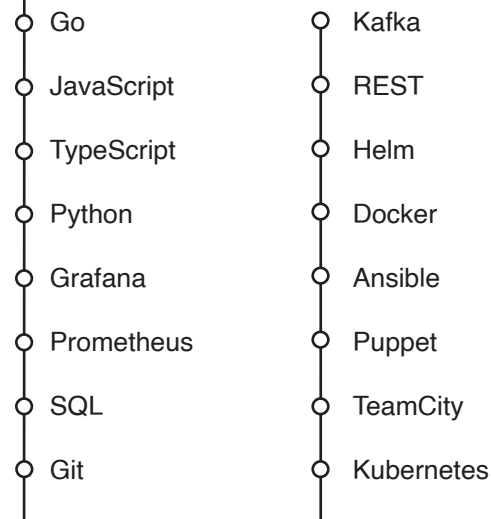 Go
JavaScript
TypeScript
Python
Grafana
Prometheus
SQL
Git
Kafka
REST
Helm
Docker
Ansible
Puppet
TeamCity
Kubernetes